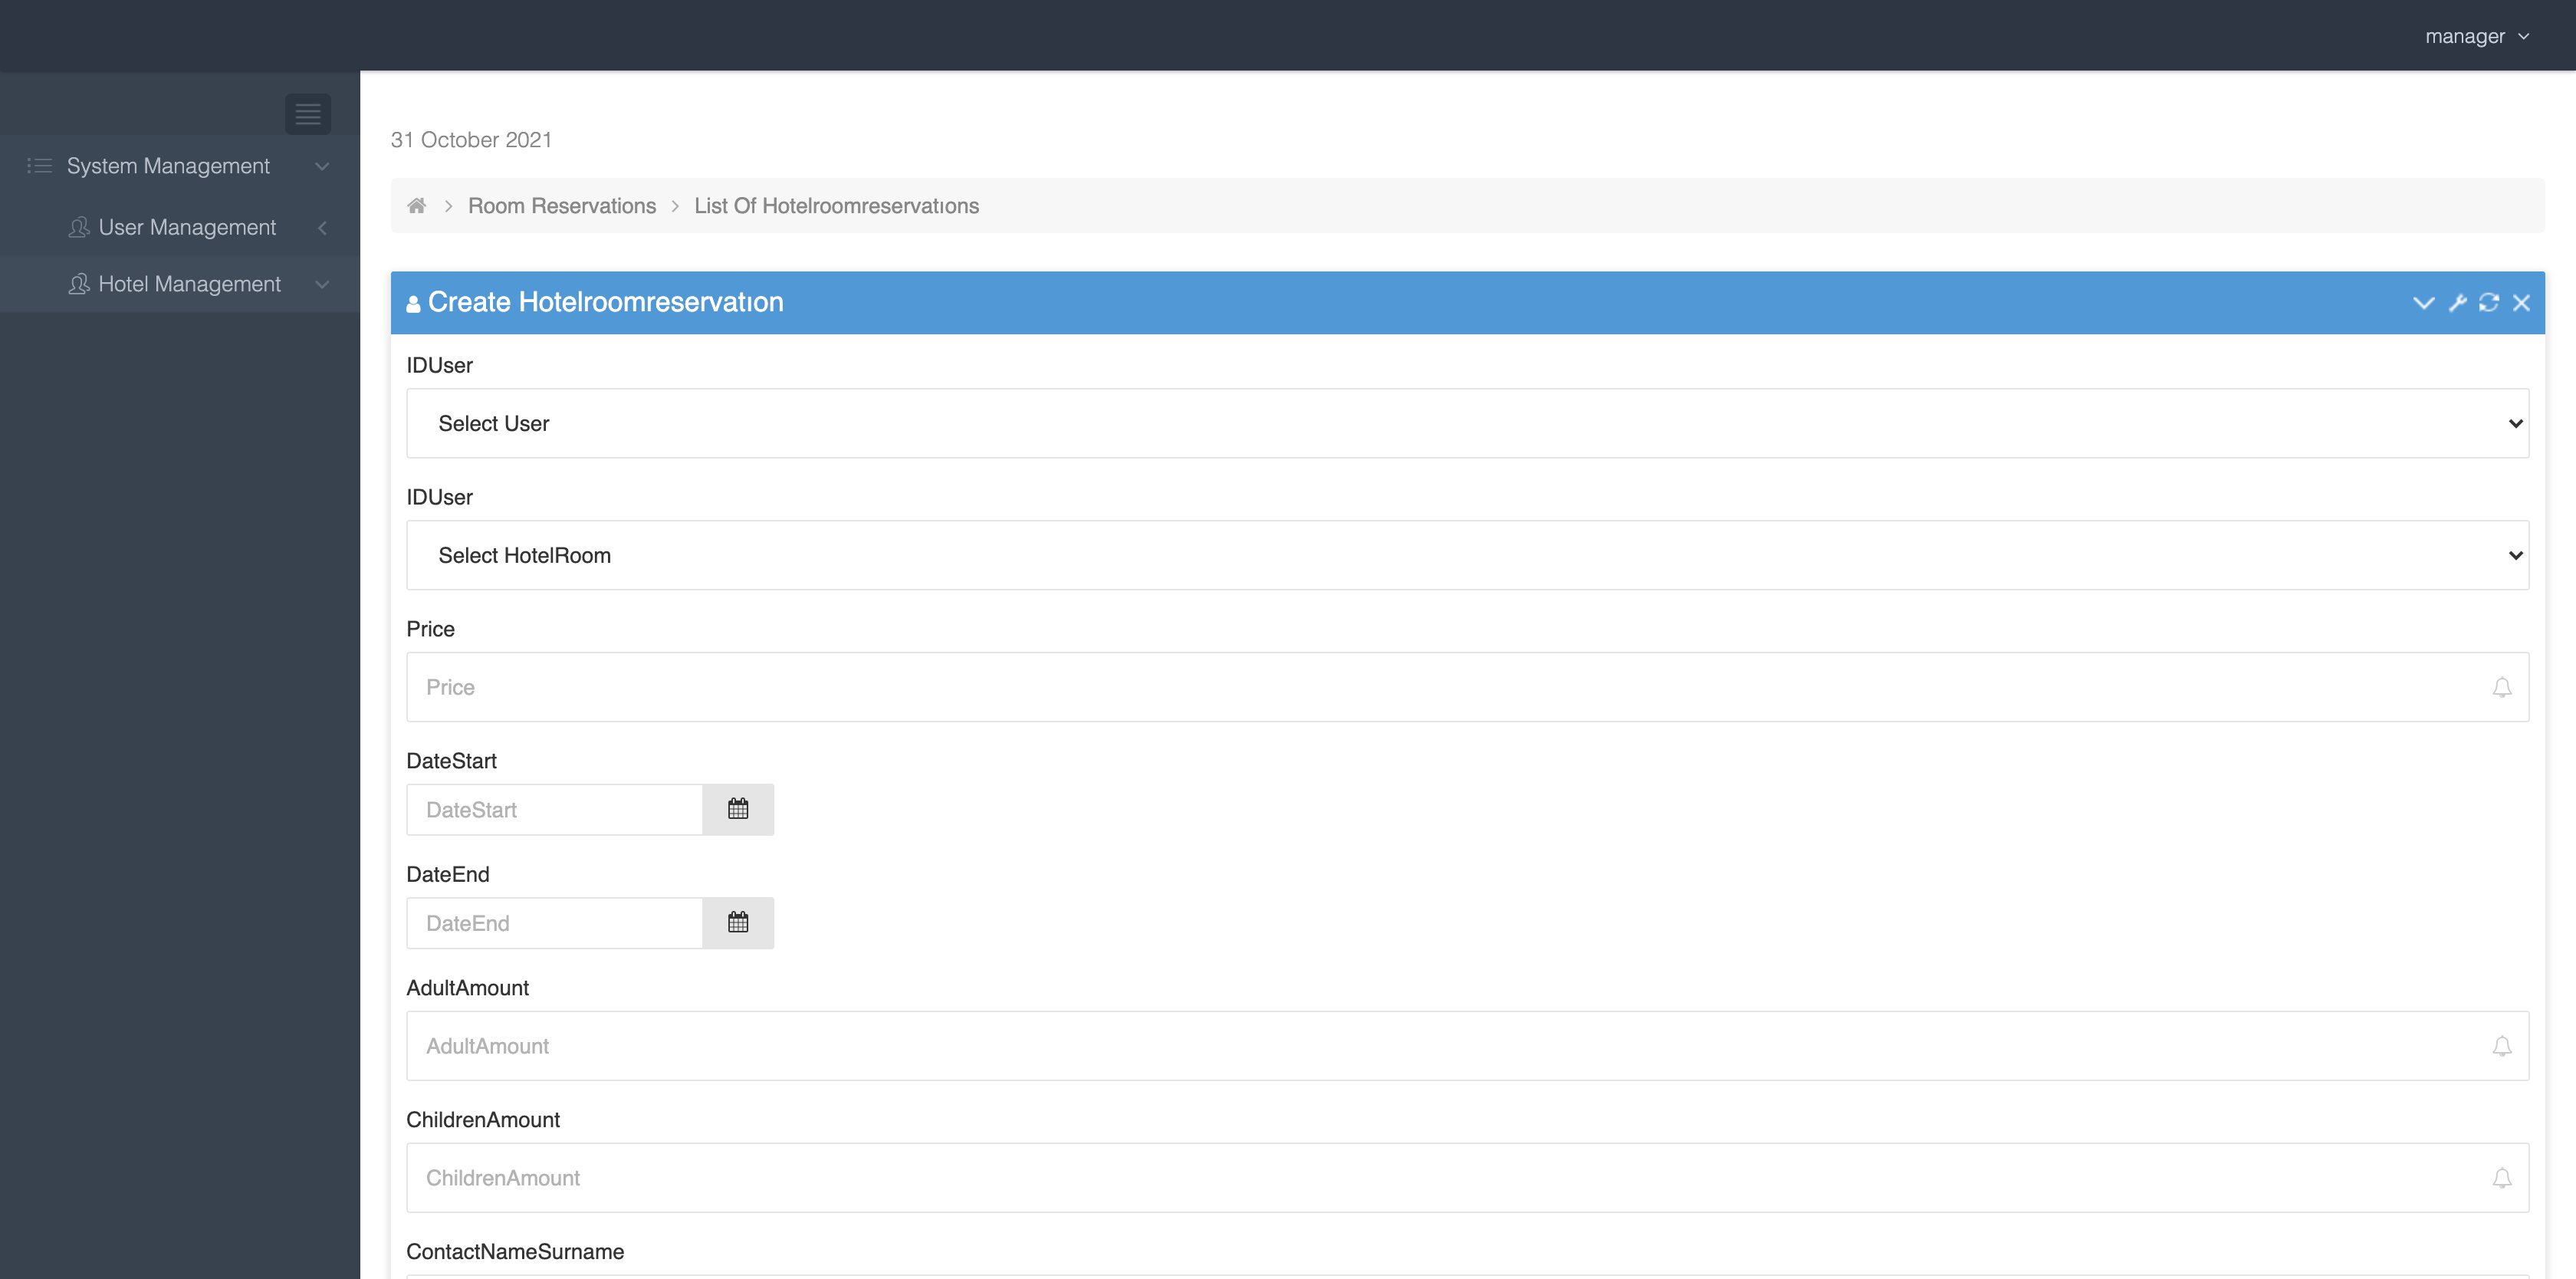 manager
31 October 2021
System Management
Room Reservations
List Of Hotelroomreservatıons
User Management
Hotel Management
Create Hotelroomreservatıon
IDUser
Select User
IDUser
Select HotelRoom
Price
Price
DateStart
DateStart
DateEnd
DateEnd
AdultAmount
AdultAmount
ChildrenAmount
ChildrenAmount
ContactNameSurname